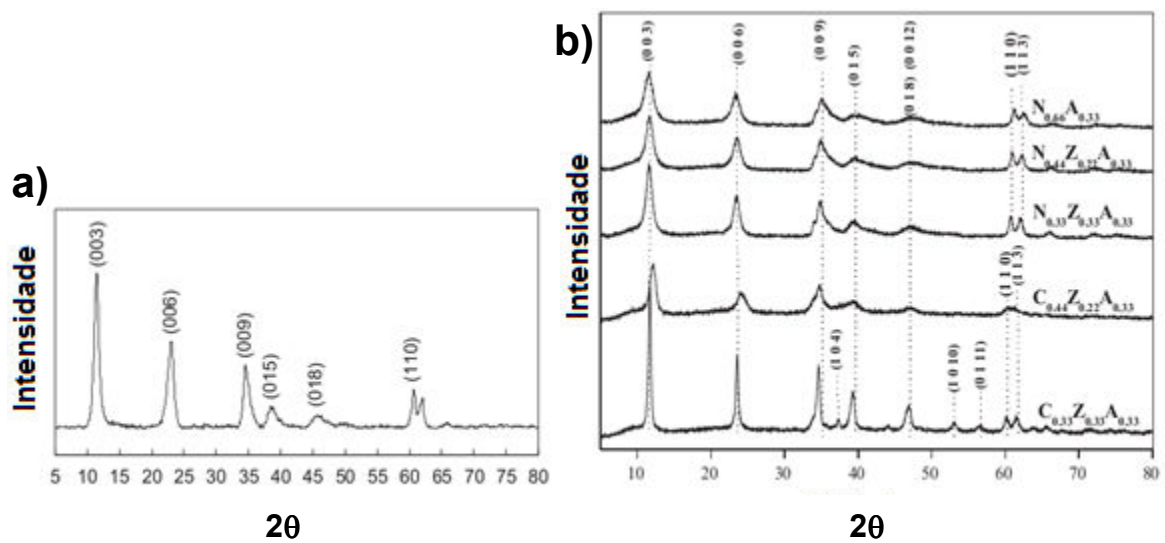 a)
Intensidade
(003)
(006)
(009)
(015)
(018)
(110)
5 10 15 20 25 30 35 40 45 50 55 60 65 70 75 80
2θ
b)
Intensidade
(0 0 3)
(0 0 6)
(0 0 9)
(0 1 5)
(0 1 8) (0 0 12)
(1 1 0)
(1 1 3)
N0.66A0.33
N0.44Z0.22A0.33
N0.33Z0.33A0.33
(1 1 0)
(1 1 3)
C0.44Z0.22A0.33
(1 0 4)
(1 0 10)
(0 1 11)
C0.33Z0.33A0.33
10 20 30 40 50 60 70 80
2θ